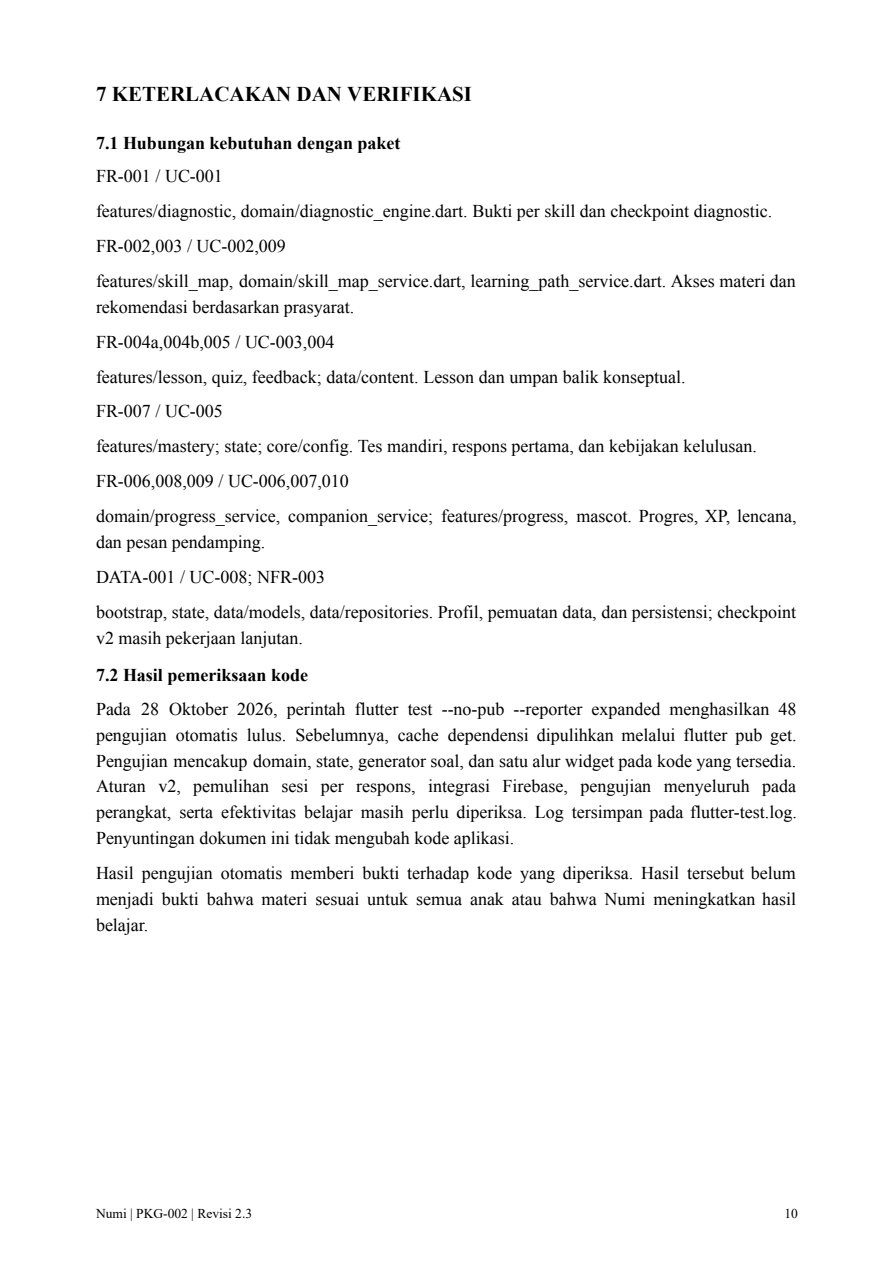 7 KETERLACAKAN DAN VERIFIKASI
7.1 Hubungan kebutuhan dengan paket
FR-001 / UC-001
features/diagnostic, domain/diagnostic_engine.dart. Bukti per skill dan checkpoint diagnostic.
FR-002,003 / UC-002,009
features/skill_map, domain/skill_map_service.dart, learning_path_service.dart. Akses materi dan
rekomendasi berdasarkan prasyarat.
FR-004a,004b,005 / UC-003,004
features/lesson, quiz, feedback; data/content. Lesson dan umpan balik konseptual.
FR-007 / UC-005
features/mastery; state; core/config. Tes mandiri, respons pertama, dan kebijakan kelulusan.
FR-006,008,009 / UC-006,007,010
domain/progress_service, companion_service; features/progress, mascot. Progres, XP, lencana,
dan pesan pendamping.
DATA-001 / UC-008; NFR-003
bootstrap, state, data/models, data/repositories. Profil, pemuatan data, dan persistensi; checkpoint
v2 masih pekerjaan lanjutan.
7.2 Hasil pemeriksaan kode
Pada 28 Oktober 2026, perintah flutter test --no-pub --reporter expanded menghasilkan 48
pengujian otomatis lulus. Sebelumnya, cache dependensi dipulihkan melalui flutter pub get.
Pengujian mencakup domain, state, generator soal, dan satu alur widget pada kode yang tersedia.
Aturan v2, pemulihan sesi per respons, integrasi Firebase, pengujian menyeluruh pada
perangkat, serta efektivitas belajar masih perlu diperiksa. Log tersimpan pada flutter-test.log.
Penyuntingan dokumen ini tidak mengubah kode aplikasi.
Hasil pengujian otomatis memberi bukti terhadap kode yang diperiksa. Hasil tersebut belum
menjadi bukti bahwa materi sesuai untuk semua anak atau bahwa Numi meningkatkan hasil
belajar.
Numi | PKG-002 | Revisi 2.3 10